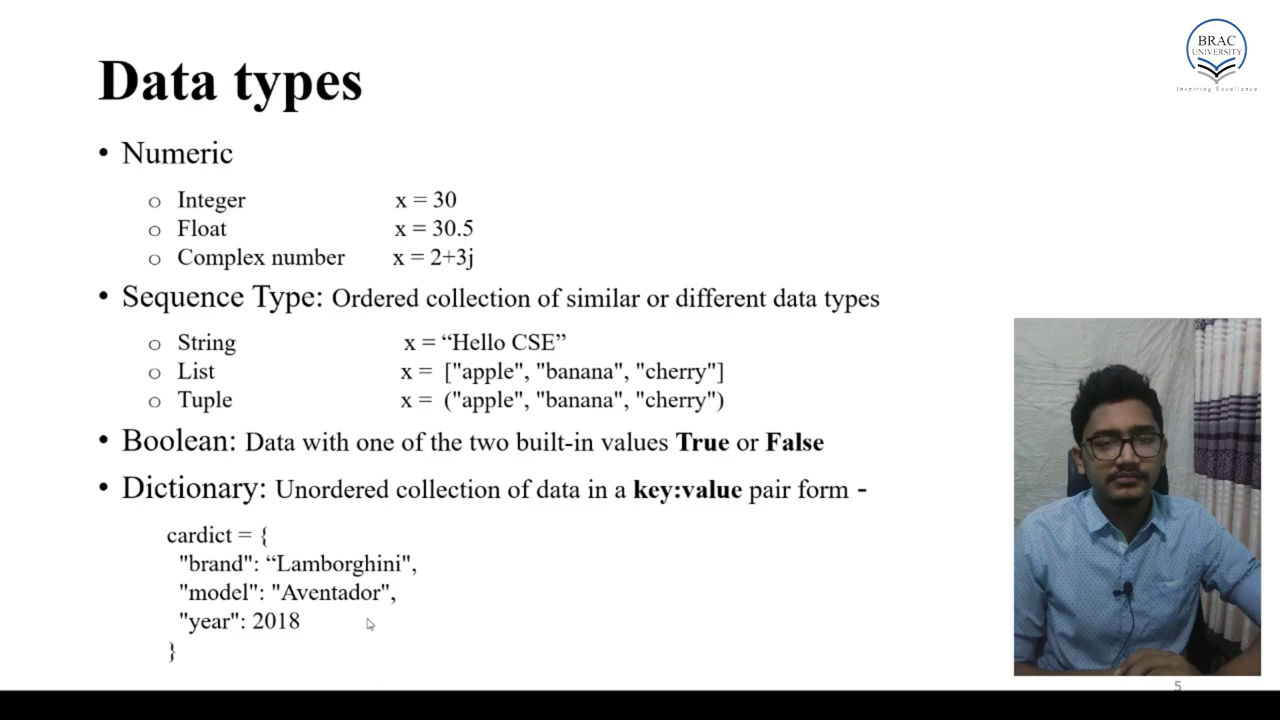 BRAC
UNIVERSITY
Inspiring Excellence
Data types
• Numeric
o Integer x = 30
o Float x = 30.5
o Complex number x = 2+3j
• Sequence Type: Ordered collection of similar or different data types
o String x = “Hello CSE”
o List x = ["apple", "banana", "cherry"]
o Tuple x = ("apple", "banana", "cherry")
• Boolean: Data with one of the two built-in values True or False
• Dictionary: Unordered collection of data in a key:value pair form -
cardict = {
"brand": “Lamborghini",
"model": "Aventador",
"year": 2018
}
5